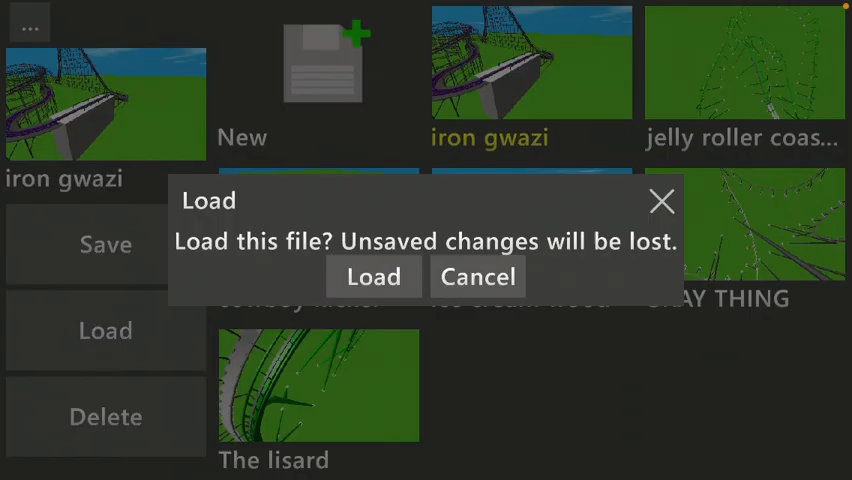 ...
New
iron gwazi
jelly roller coas...
iron gwazi
Load
Load this file? Unsaved changes will be lost.
Load
Cancel
Save
THING
Load
Delete
The lisard